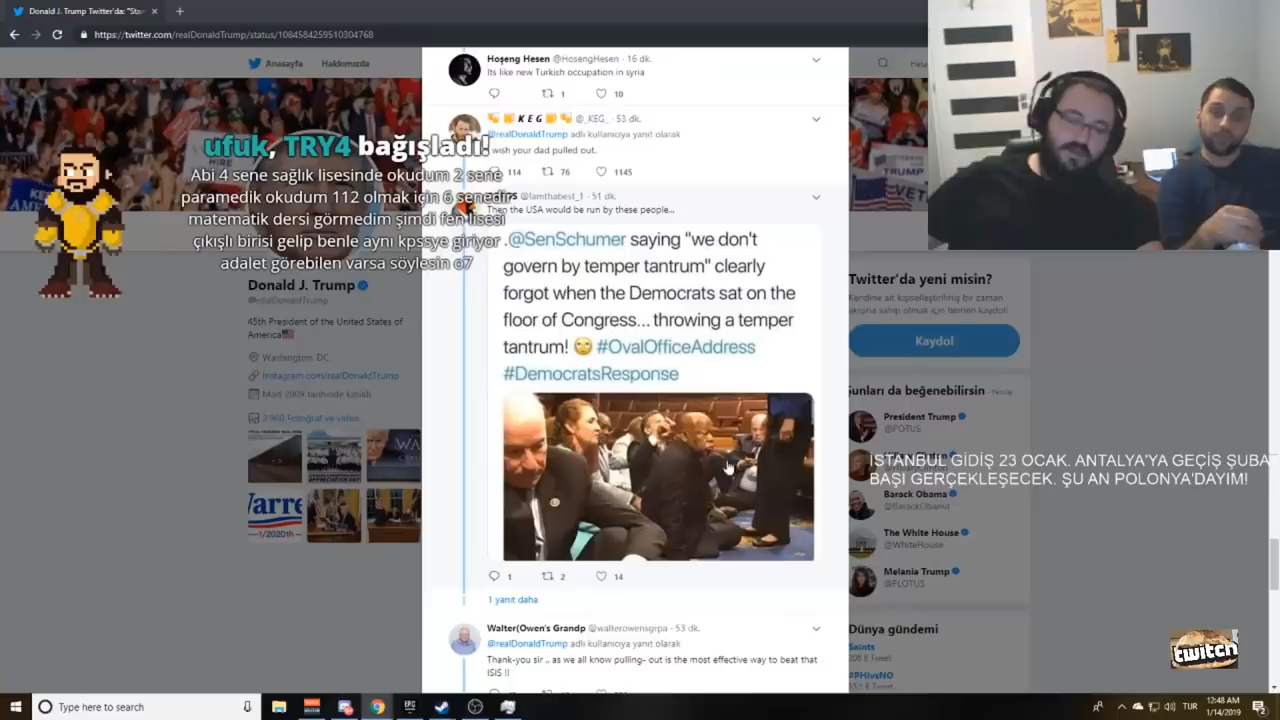 Donald J. Trump Twitter'da: "Star
https://twitter.com/realDonaldTrump/status/1084584259510304768
Anasayfa
Hakkımızda
Hoşeng Hesen @HosengHesen · 16 dk.
Its like new Turkish occupation in syria
1
10
K E G @_KEG_ · 53 dk.
@realDonaldTrump adlı kullanıcıya yanıt olarak
wish your dad pulled out.
114
76
1145
ufuk, TRY4 bağışladı!
Abi 4 sene sağlık lisesinde okudum 2 sene
paramedik okudum 112 olmak için 6 senedir
matematik dersi görmedim şimdi fen lisesi
çıkışlı birisi gelip benle aynı kpssye giriyor
adalet görebilen varsa söylesin o7
@Iamthabest_1 · 51 dk.
Then the USA would be run by these people...
.@SenSchumer saying "we don't
govern by temper tantrum" clearly
forgot when the Democrats sat on the
floor of Congress... throwing a temper
tantrum! #OvalOfficeAddress
#DemocratsResponse
1
2
14
1 yanıt daha
Walter(Owen's Grandp @walterowensgrpa · 53 dk.
@realDonaldTrump adlı kullanıcıya yanıt olarak
Thank-you sir .. as we all know pulling- out is the most effective way to beat that
ISIS !!
Donald J. Trump
@realDonaldTrump
45th President of the United States of
America
Washington, DC
Instagram.com/realDonaldTrump
Mart 2009 tarihinde katıldı
2.960 Fotoğraf ve video
Twitter'da yeni misin?
Kendine ait kişiselleştirilmiş bir zaman
akışına sahip olmak için hemen kaydol!
Kaydol
Şunları da beğenebilirsin · Yenile
President Trump
@POTUS
İSTANBUL GİDİŞ 23 OCAK. ANTALYA'YA GEÇİŞ ŞUBA
BAŞI GERÇEKLEŞECEK. ŞU AN POLONYA'DAYIM!
Barack Obama
@BarackObama
The White House
@WhiteHouse
Melania Trump
@FLOTUS
Dünya gündemi
Saints
#PHIvsNO
twitch
Type here to search
TUR
12:48 AM
1/14/2019